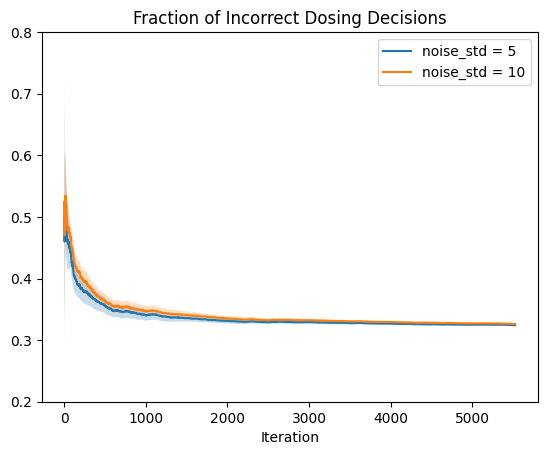 Fraction of Incorrect Dosing Decisions
noise_std = 5
noise_std = 10
0.8
0.7
0.6
0.5
0.4
0.3
0.2
0 1000 2000 3000 4000 5000
Iteration